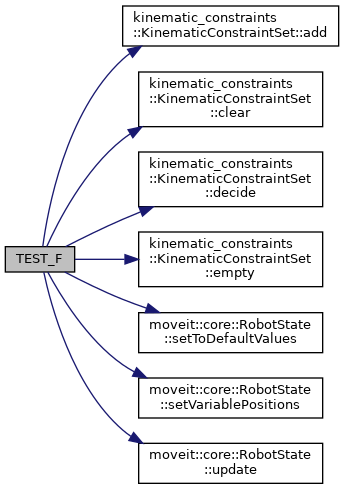 kinematic_constraints
::KinematicConstraintSet::add
kinematic_constraints
::KinematicConstraintSet
::clear
kinematic_constraints
::KinematicConstraintSet
::decide
TEST_F
kinematic_constraints
::KinematicConstraintSet
::empty
moveit::core::RobotState
::setToDefaultValues
moveit::core::RobotState
::setVariablePositions
moveit::core::RobotState
::update